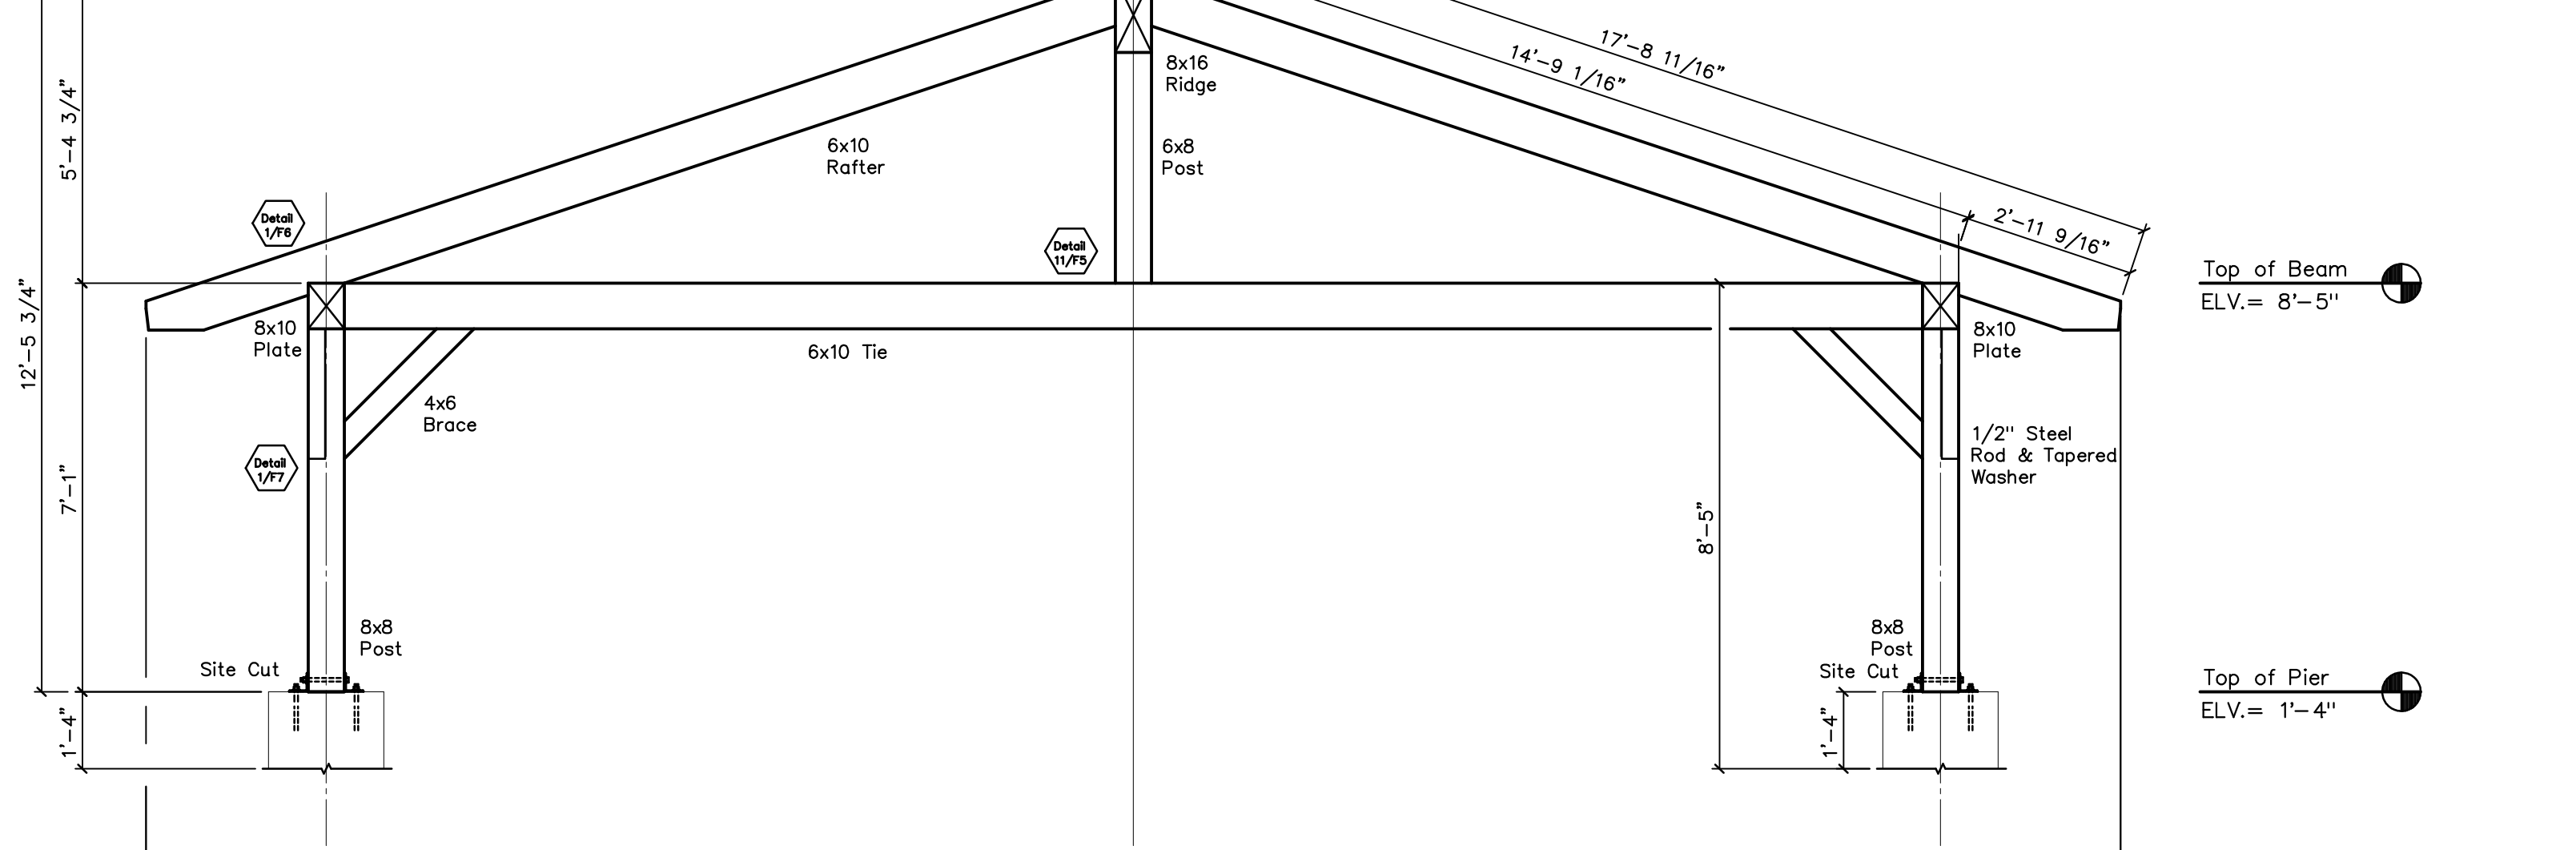 17'-8 11/16"
14'-9 1/16"
8x16
Ridge
5'-4 3/4"
6x10
Rafter
6x8
Post
Detail
1/F6
2'-11 9/16"
Detail
11/F5
Top of Beam
ELV.= 8'-5"
12'-5 3/4"
8x10
Plate
6x10 Tie
8x10
Plate
4x6
Brace
1/2" Steel
Rod & Tapered
Washer
Detail
1/F7
7'-1"
8'-5"
8x8
Post
Site Cut
8x8
Post
Site Cut
Top of Pier
ELV.= 1'-4"
1'-4"
1'-4"